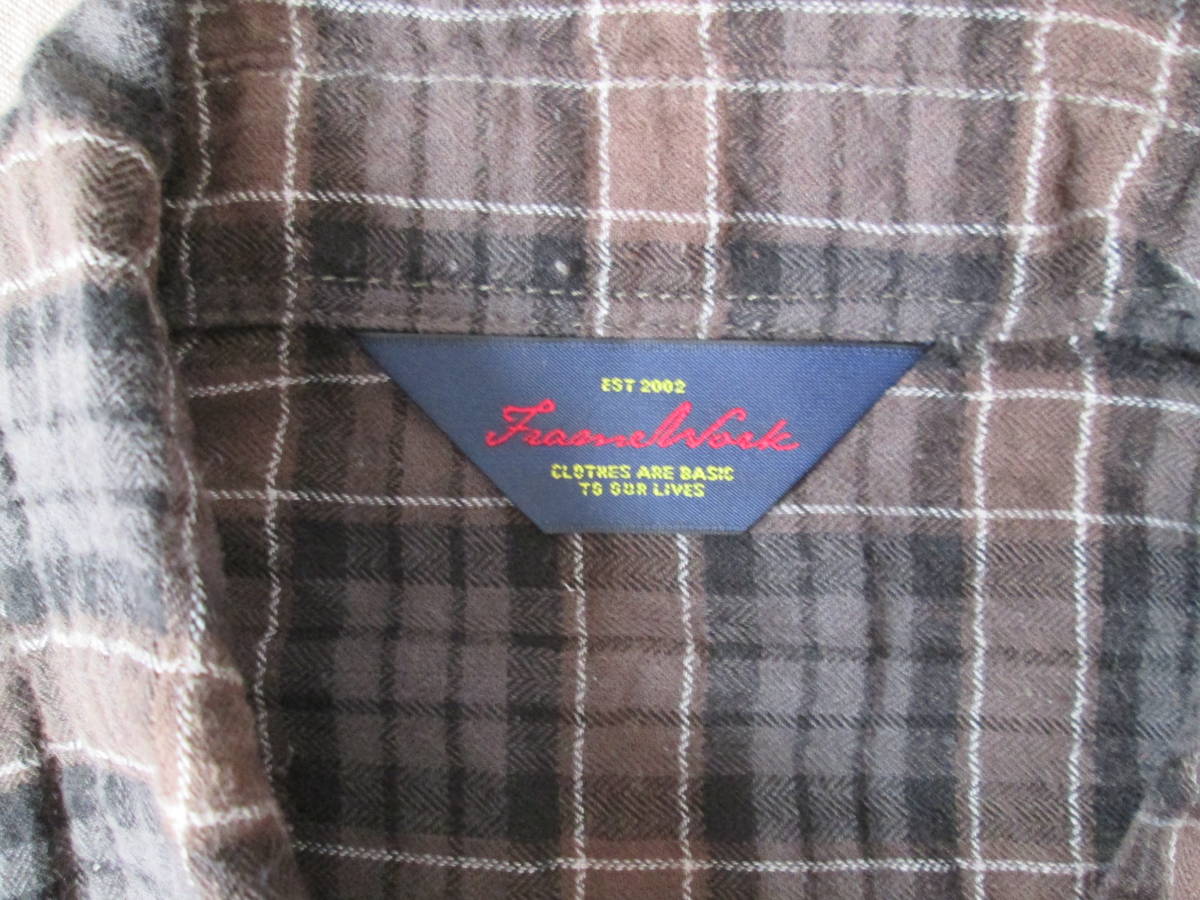 EST 2002
FrameWork
CLOTHES ARE BASIC
TO OUR LIVES